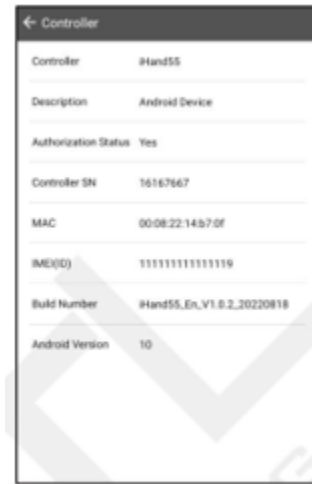 ← Controller
Controller iHand55
Description Android Device
Authorization Status Yes
Controller SN 16167667
MAC 00:08:22:14:b7:0f
IMEI(ID) 111111111111119
Build Number iHand55_En_V1.0.2_20220818
Android Version 10